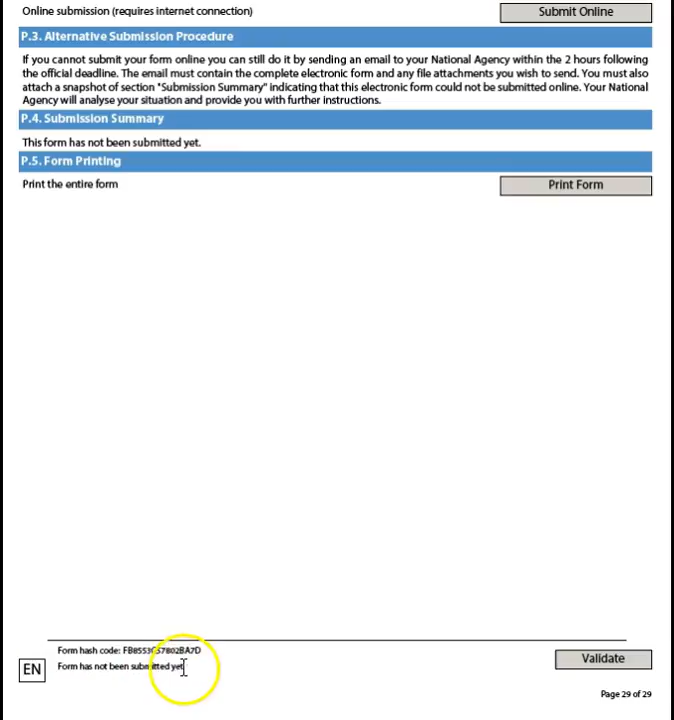 Online submission (requires internet connection)
Submit Online
P.3. Alternative Submission Procedure
If you cannot submit your form online you can still do it by sending an email to your National Agency within the 2 hours following
the official deadline. The email must contain the complete electronic form and any file attachments you wish to send. You must also
attach a snapshot of section "Submission Summary" indicating that this electronic form could not be submitted online. Your National
Agency will analyse your situation and provide you with further instructions.
P.4. Submission Summary
This form has not been submitted yet.
P.5. Form Printing
Print the entire form
Print Form
Form hash code:
EN
Form has not been submitted yet
Validate
Page 29 of 29